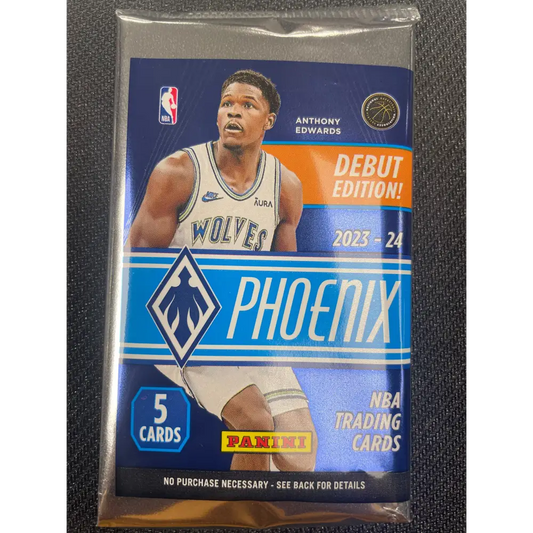 NBA
ANTHONY
EDWARDS
DEBUT
EDITION!
AURA
WOLVES
2023 - 24
PHOENIX
5
CARDS
PANINI
NBA
TRADING
CARDS
NO PURCHASE NECESSARY - SEE BACK FOR DETAILS